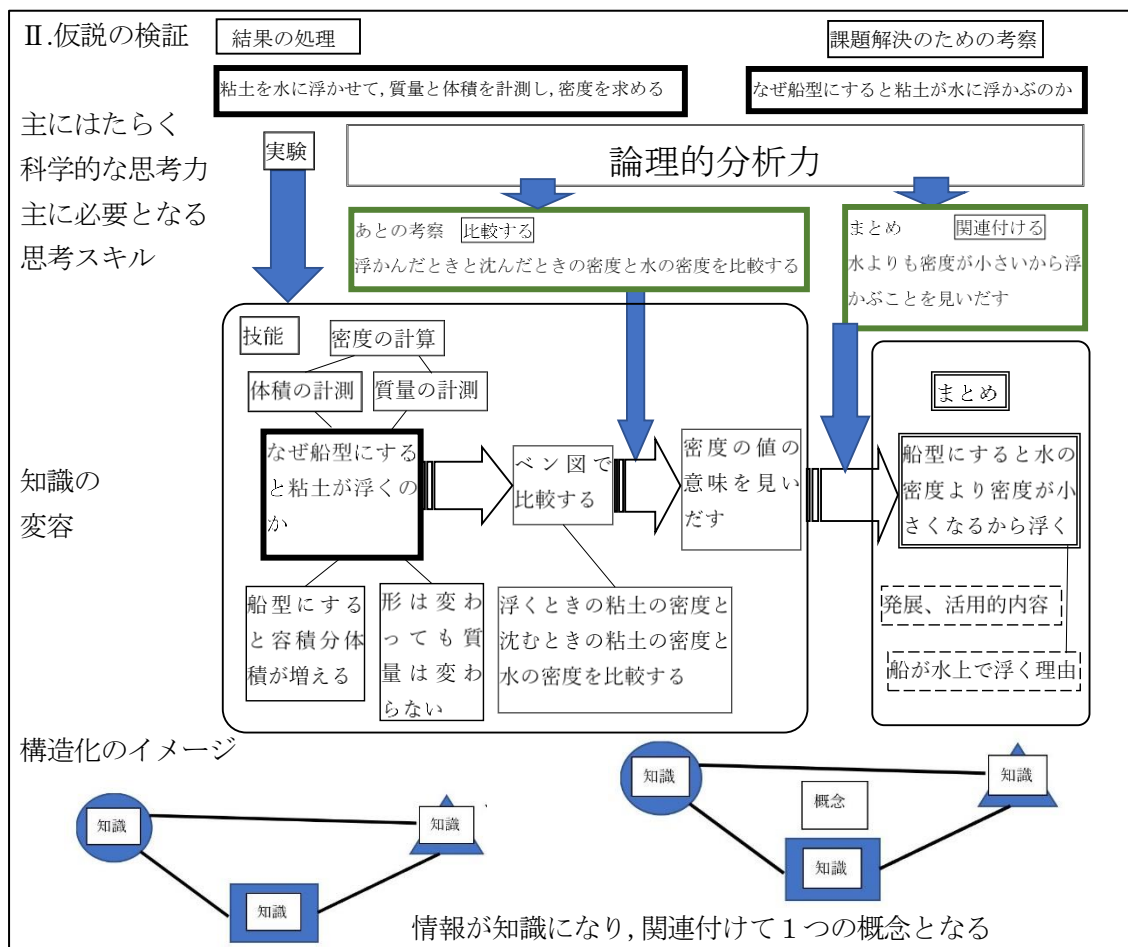 Ⅱ.仮説の検証
結果の処理
課題解決のための考察
粘土を水に浮かせて,質量と体積を計測し,密度を求める
なぜ船型にすると粘土が水に浮かぶのか
主にはたらく
科学的な思考力
主に必要となる
思考スキル
実験
論理的分析力
あとの考察 比較する
浮かんだときと沈んだときの密度と水の密度を比較する
まとめ 関連付ける
水よりも密度が小さいから浮
かぶことを見いだす
知識の
変容
技能
密度の計算
体積の計測
質量の計測
なぜ船型にする
と粘土が浮くの
か
ベン図で
比較する
密度の値の
意味を見い
だす
まとめ
船型にすると水の
密度より密度が小
さくなるから浮く
船型にする
と容積分体
積が増える
形は変わ
っても質
量は変わ
らない
浮くときの粘土の密度と
沈むときの粘土の密度と
水の密度を比較する
発展、活用的内容
船が水上で浮く理由
構造化のイメージ
知識
知識
知識
知識
知識
概念
知識
情報が知識になり,関連付けて１つの概念となる